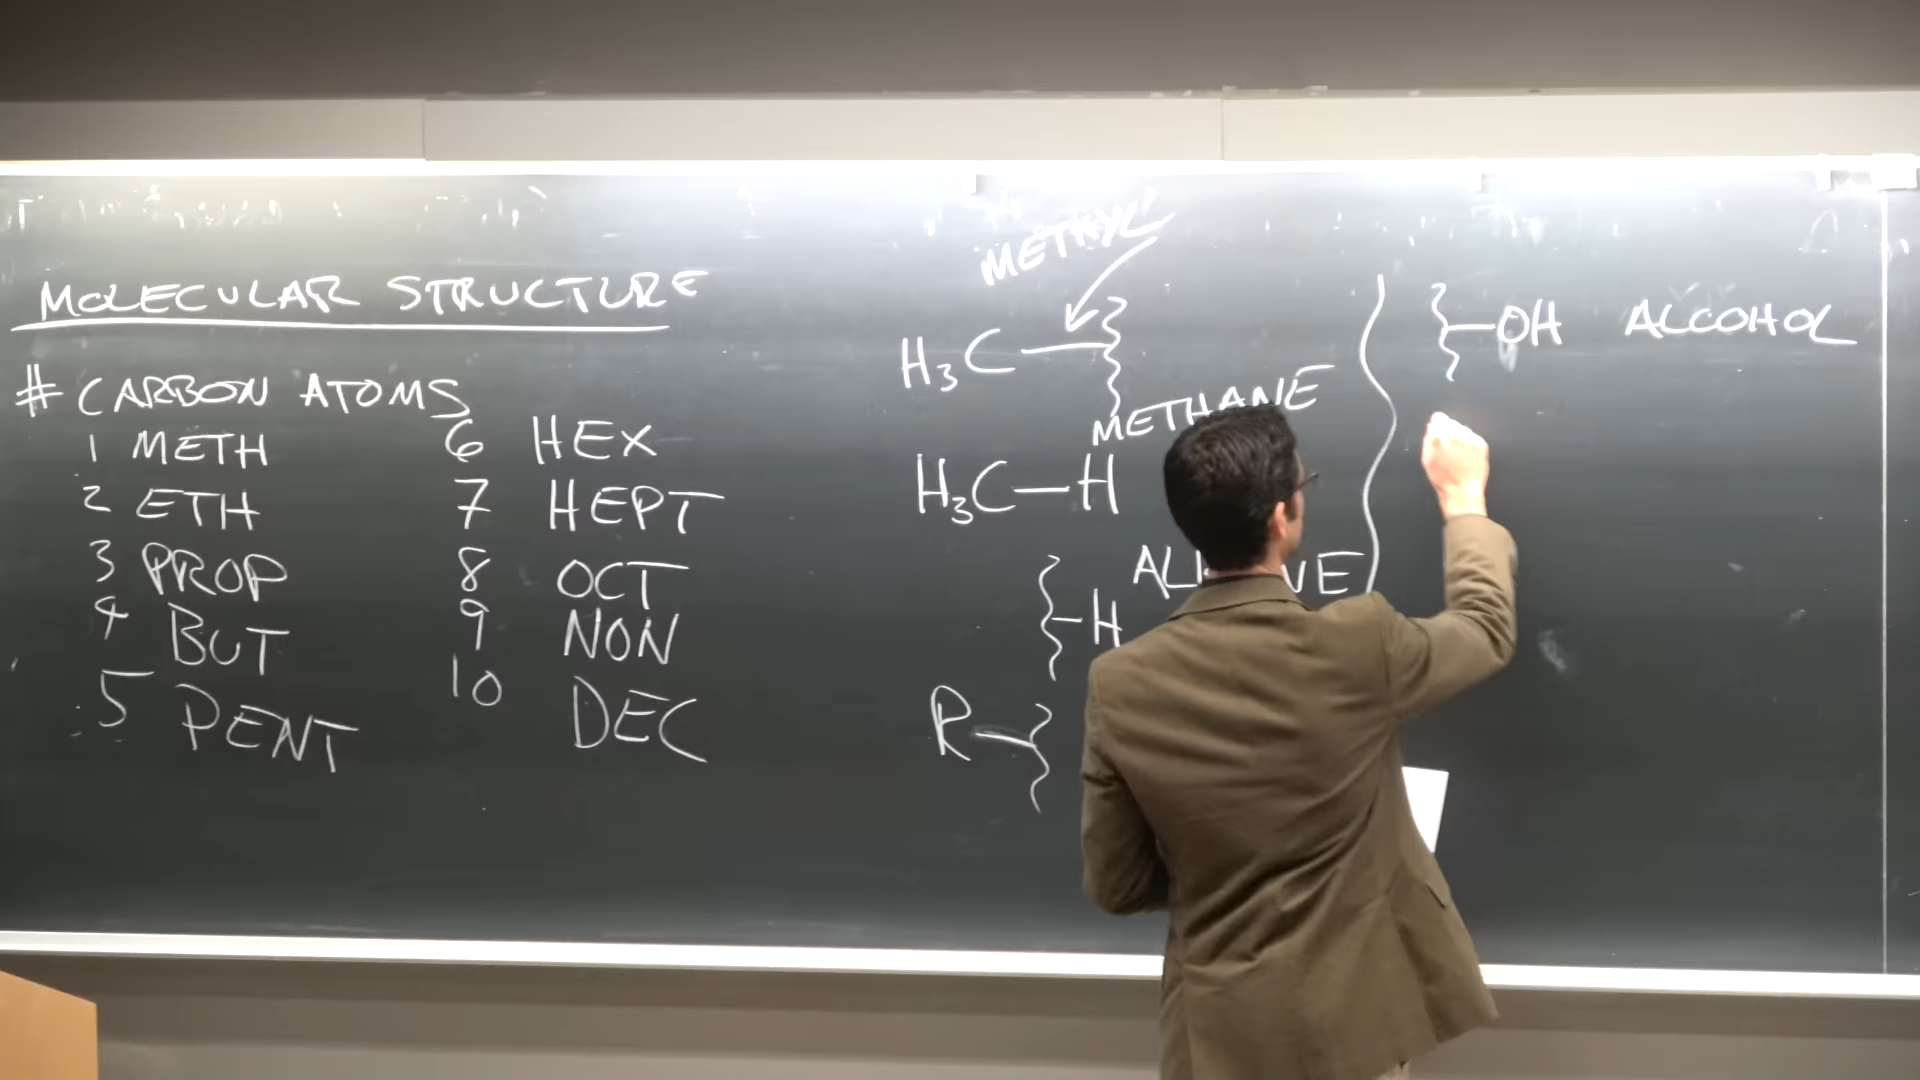 MOLECULAR STRUCTURE
# CARBON ATOMS
1 METH
2 ETH
3 PROP
4 BUT
5 PENT
6 HEX
7 HEPT
8 OCT
9 NON
10 DEC
METHYL
H₃C—
METHANE
H₃C—H
—H
R—
—OH ALCOHOL